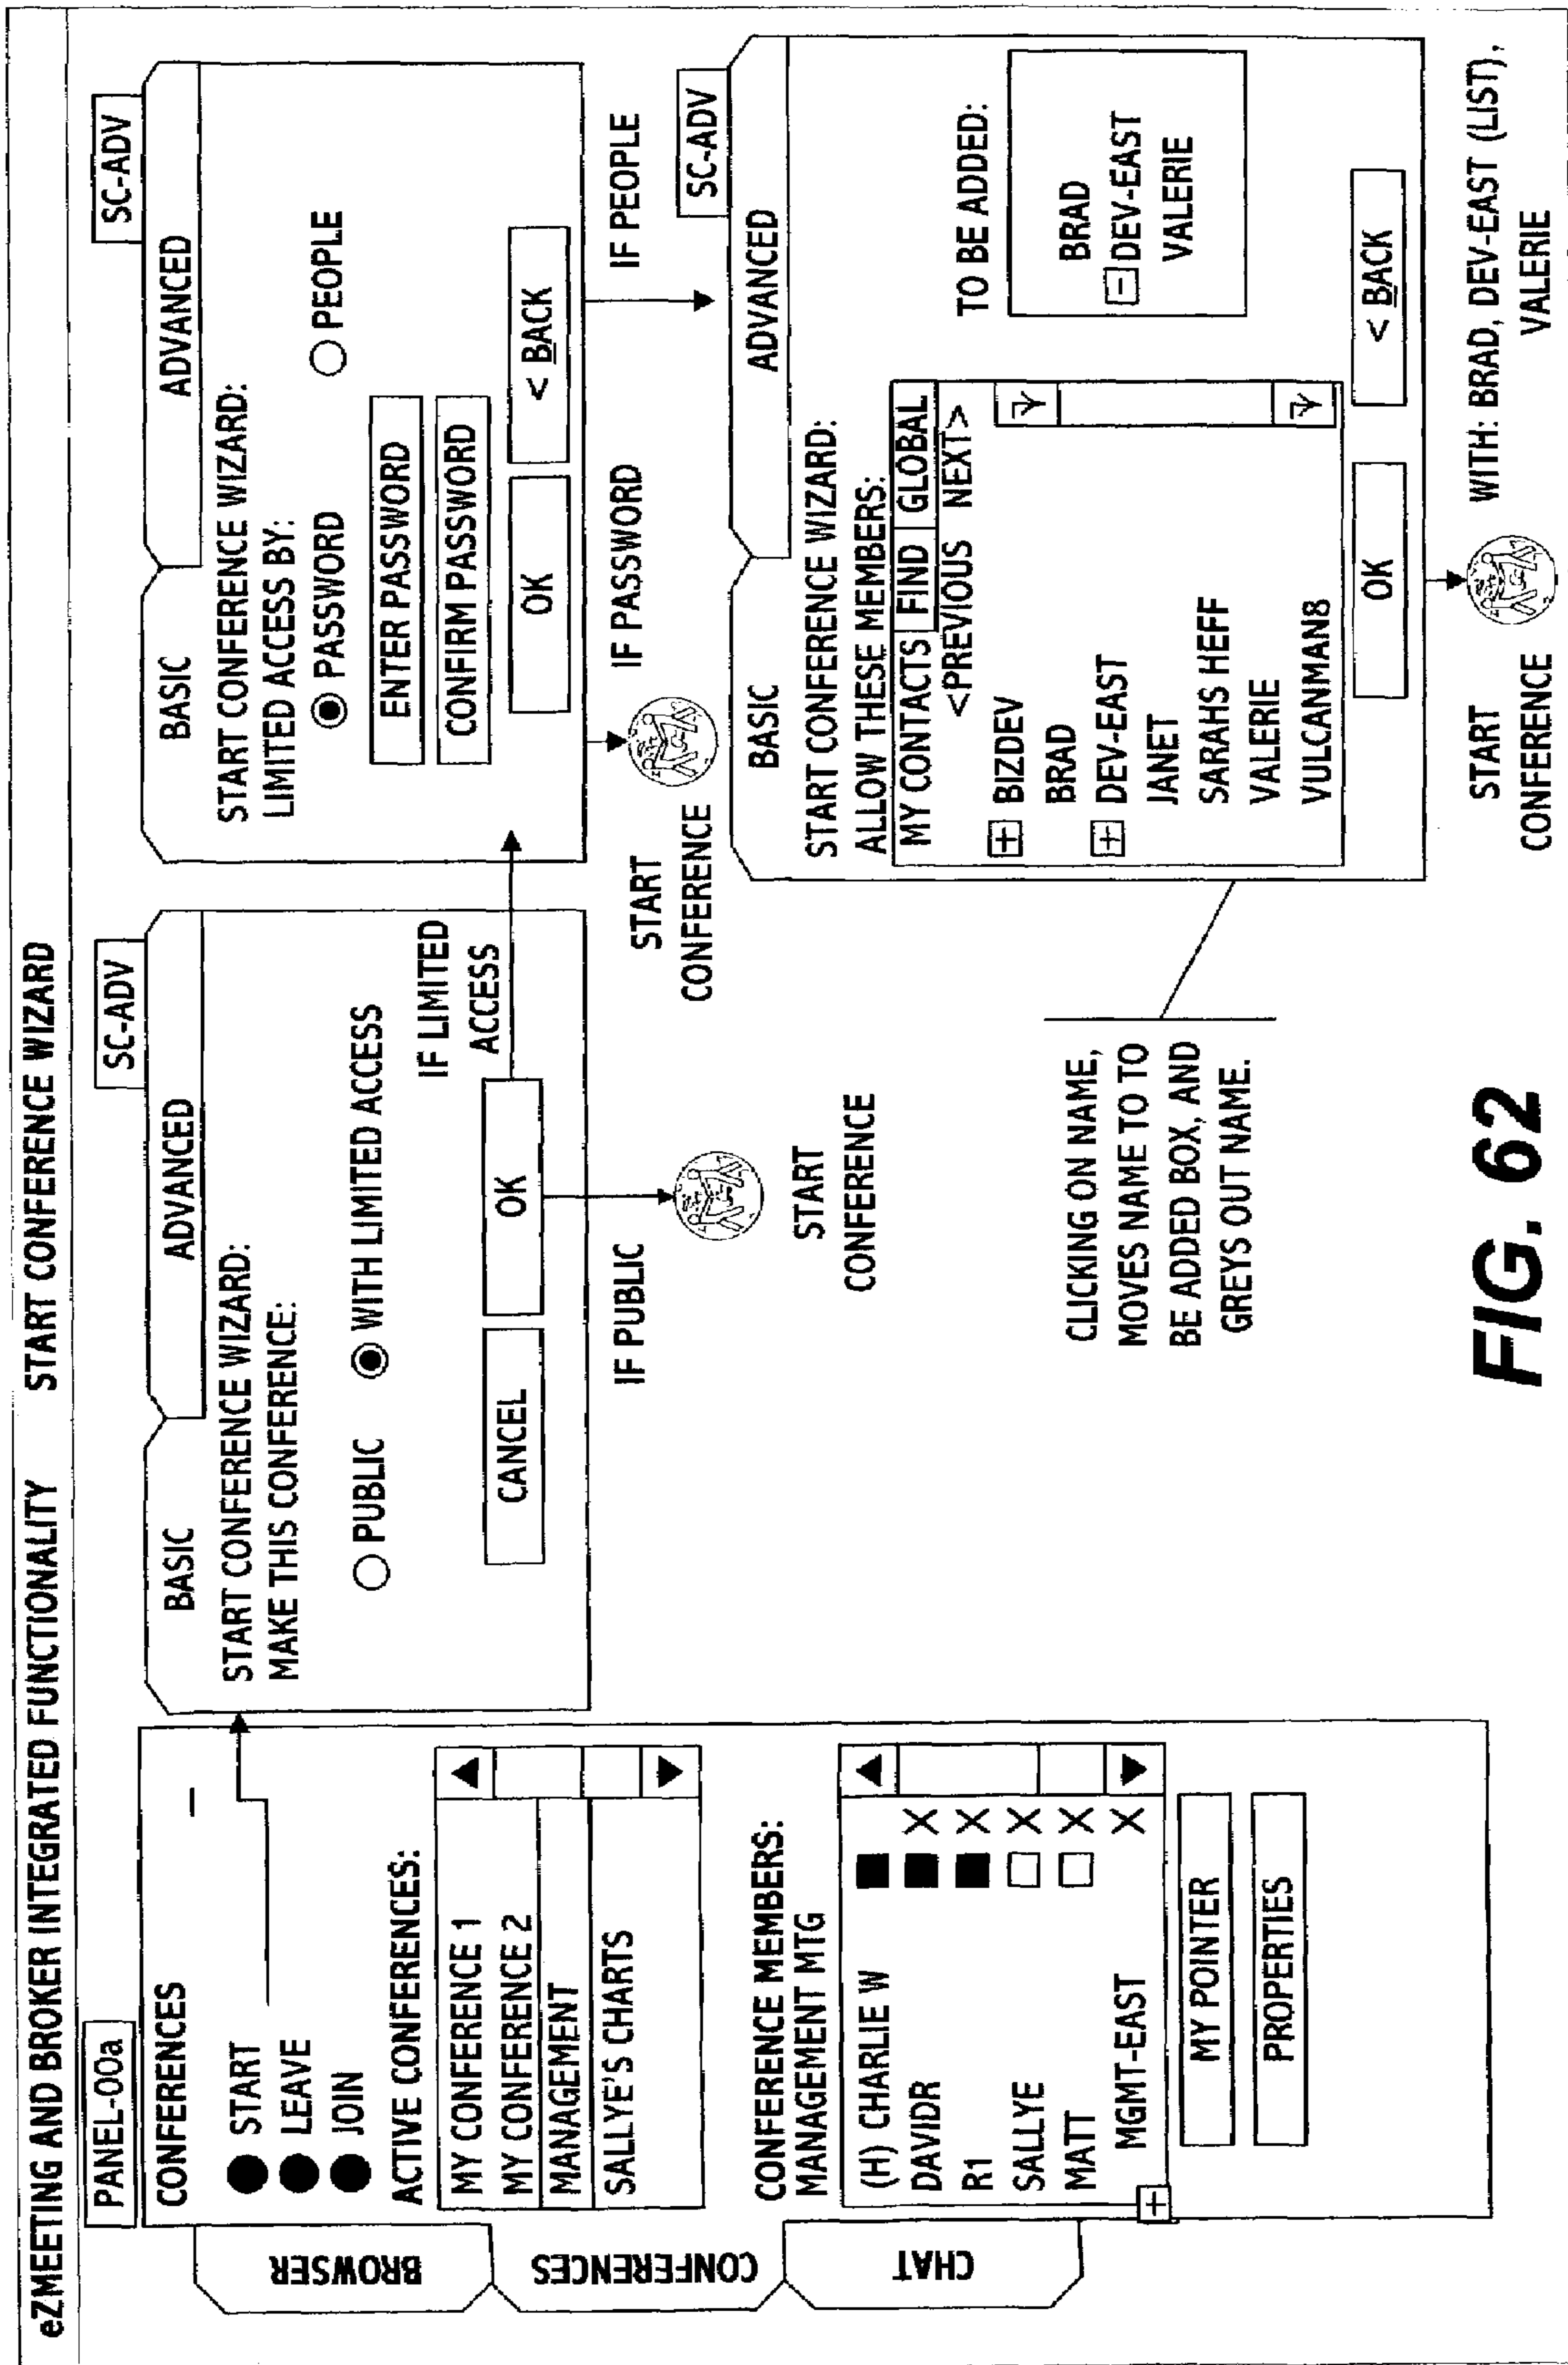 eZMEETING AND BROKER INTEGRATED FUNCTIONALITY START CONFERENCE WIZARD
PANEL-00a
CONFERENCES
START
LEAVE
JOIN
ACTIVE CONFERENCES:
MY CONFERENCE 1
MY CONFERENCE 2
MANAGEMENT
SALLYE'S CHARTS
CONFERENCE MEMBERS:
MANAGEMENT MTG
(H) CHARLIE W
DAVIDR X
R1 X
SALLYE X
MATT X
MGMT-EAST X
MY POINTER
PROPERTIES
BROWSER
CONFERENCES
CHAT
SC-ADV
BASIC ADVANCED
START CONFERENCE WIZARD:
MAKE THIS CONFERENCE:
PUBLIC WITH LIMITED ACCESS
CANCEL OK
IF LIMITED
ACCESS
IF PUBLIC
START
CONFERENCE
SC-ADV
BASIC ADVANCED
START CONFERENCE WIZARD:
LIMITED ACCESS BY:
PASSWORD PEOPLE
ENTER PASSWORD
CONFIRM PASSWORD
OK < BACK
IF PASSWORD
IF PEOPLE
START
CONFERENCE
SC-ADV
BASIC ADVANCED
START CONFERENCE WIZARD:
ALLOW THESE MEMBERS:
MY CONTACTS FIND GLOBAL
<PREVIOUS NEXT>
BIZDEV
BRAD
DEV-EAST
JANET
SARAHS HEFF
VALERIE
VULCANMAN8
TO BE ADDED:
BRAD
DEV-EAST
VALERIE
OK < BACK
CLICKING ON NAME,
MOVES NAME TO TO
BE ADDED BOX, AND
GREYS OUT NAME.
START
CONFERENCE
WITH: BRAD, DEV-EAST (LIST),
VALERIE
FIG. 62